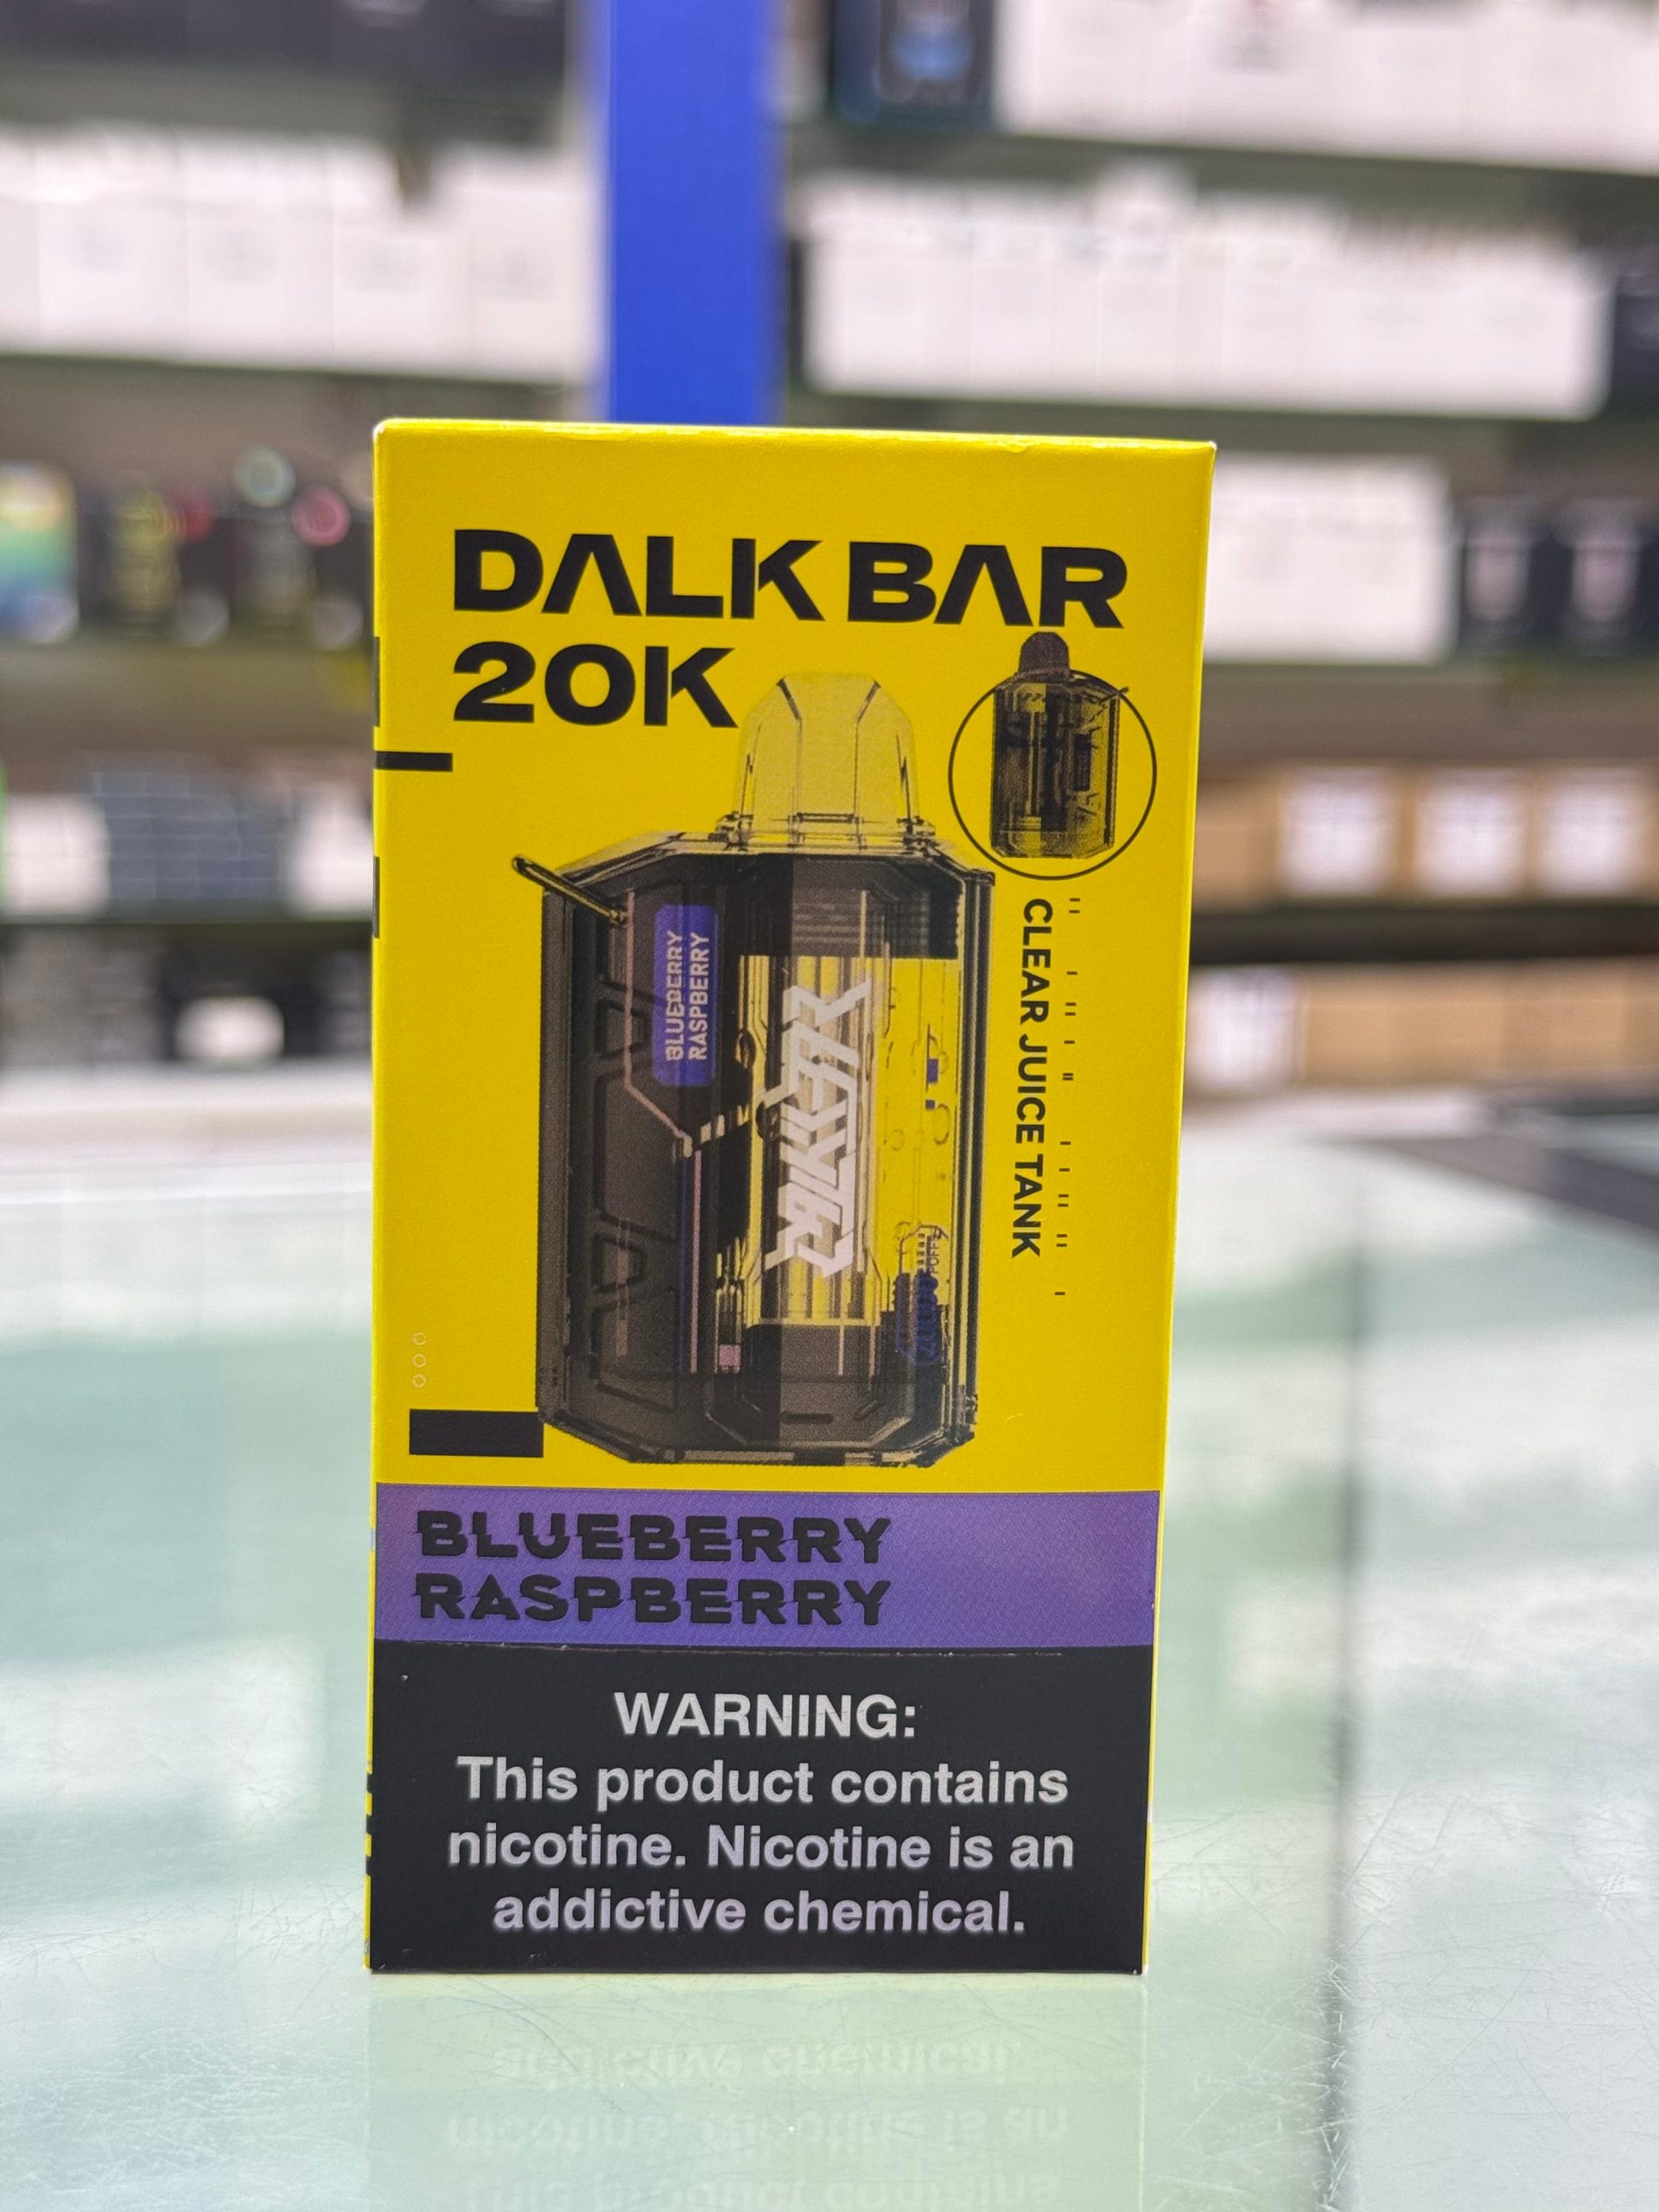 DALK BAR
20K
BLUEBERRY
RASPBERRY
CLEAR JUICE TANK
BLUEBERRY
RASPBERRY
WARNING:
This product contains
nicotine. Nicotine is an
addictive chemical.